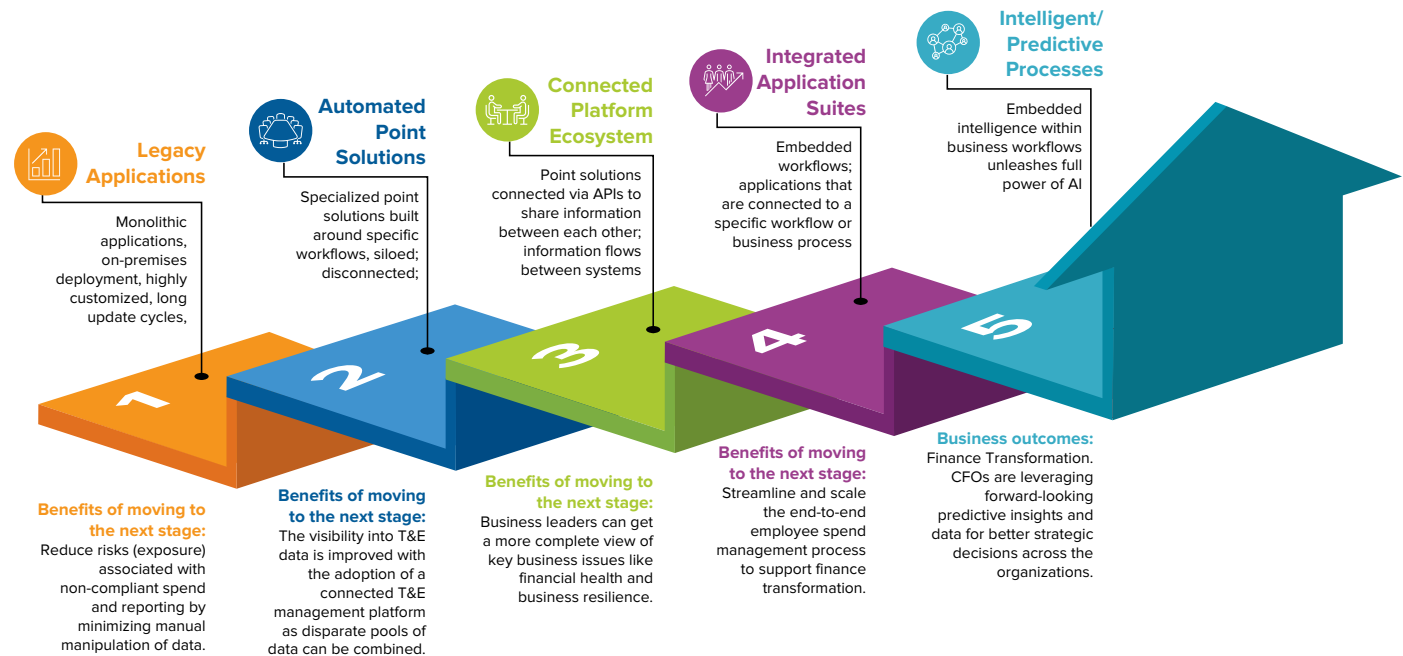 Legacy
Applications
Monolithic
applications,
on-premises
deployment, highly
customized, long
update cycles,
1
Benefits of moving to
the next stage:
Reduce risks (exposure)
associated with
non-compliant spend
and reporting by
minimizing manual
manipulation of data.
Automated
Point
Solutions
Specialized point
solutions built
around specific
workflows, siloed;
disconnected;
2
Benefits of moving
to the next stage:
The visibility into T&E
data is improved with
the adoption of a
connected T&E
management platform
as disparate pools of
data can be combined.
Connected
Platform
Ecosystem
Point solutions
connected via APIs to
share information
between each other;
information flows
between systems
3
Benefits of moving to
the next stage:
Business leaders can get
a more complete view of
key business issues like
financial health and
business resilience.
Integrated
Application
Suites
Embedded
workflows;
applications that
are connected to a
specific workflow or
business process
4
Benefits of moving
to the next stage:
Streamline and scale
the end-to-end
employee spend
management process
to support finance
transformation.
Intelligent/
Predictive
Processes
Embedded
intelligence within
business workflows
unleashes full
power of AI
5
Business outcomes:
Finance Transformation.
CFOs are leveraging
forward-looking
predictive insights and
data for better strategic
decisions across the
organizations.